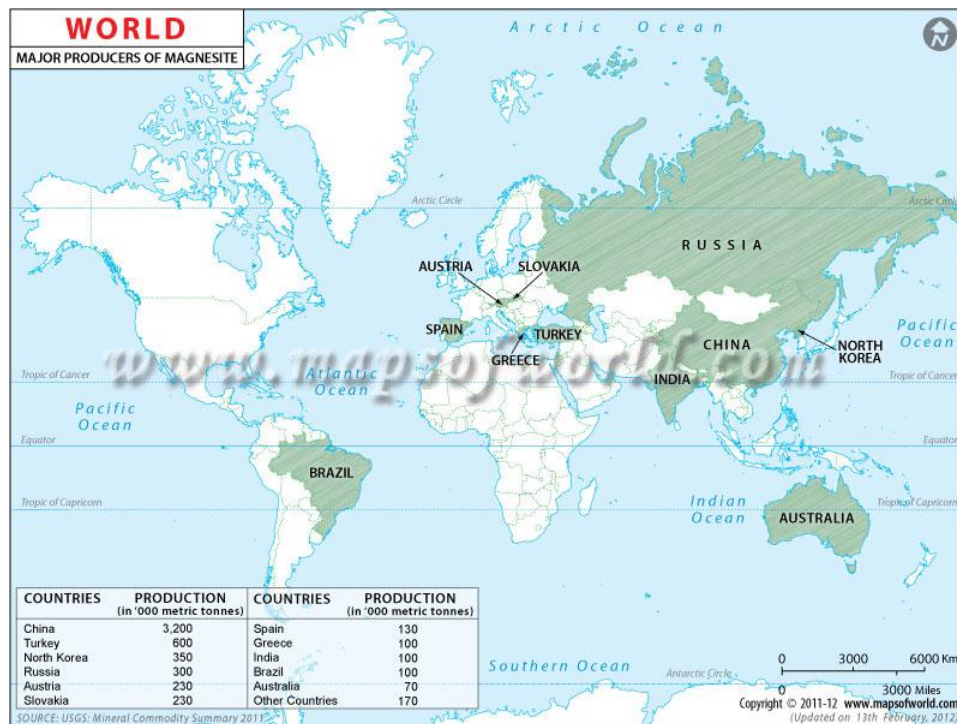 WORLD
MAJOR PRODUCERS OF MAGNESITE
N
Arctic Ocean
Arctic Circle
Arctic Circle
RUSSIA
AUSTRIA
SLOVAKIA
SPAIN
TURKEY
GREECE
CHINA
NORTH
KOREA
Pacific
Ocean
www.mapsofworld.com
Tropic of Cancer
Atlantic
Ocean
INDIA
Tropic of Cancer
Pacific
Ocean
Equator
Equator
BRAZIL
Tropic of Capricorn
Indian
Ocean
Tropic of Capricorn
AUSTRALIA
COUNTRIES PRODUCTION COUNTRIES PRODUCTION
(in '000 metric tonnes) (in '000 metric tonnes)
China 3,200 Spain 130
Turkey 600 Greece 100
North Korea 350 India 100
Russia 300 Brazil 100
Austria 230 Australia 70
Slovakia 230 Other Countries 170
Southern Ocean
Antarctic Circle
0 3000 6000 Km
0 3000 Miles
Copyright © 2011-12 www.mapsofworld.com
SOURCE: USGS: Mineral Commodity Summary 2011
(Updated on 13th February, 2012)